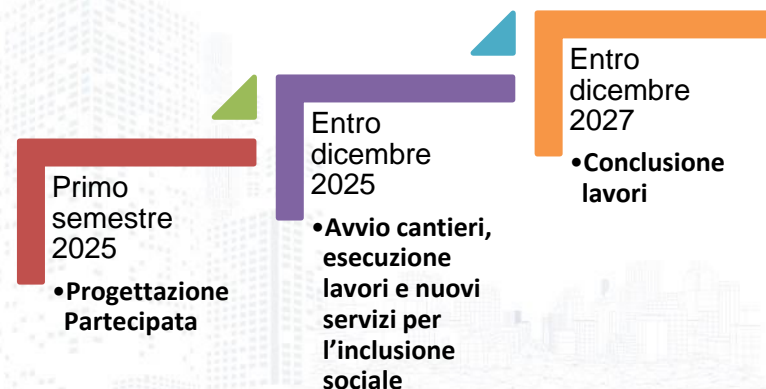 Primo
semestre
2025
•Progettazione
Partecipata
Entro
dicembre
2025
•Avvio cantieri,
esecuzione
lavori e nuovi
servizi per
l’inclusione
sociale
Entro
dicembre
2027
•Conclusione
lavori